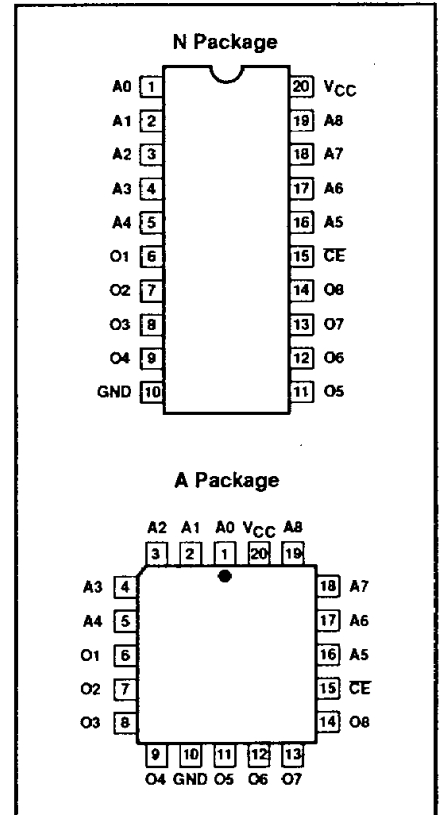 N Package
A0 1 20 VCC
A1 2 19 A8
A2 3 18 A7
A3 4 17 A6
A4 5 16 A5
O1 6 15 CE
O2 7 14 O8
O3 8 13 O7
O4 9 12 O6
GND 10 11 O5
A Package
A2 A1 A0 VCC A8
3 2 1 20 19
A3 4 18 A7
A4 5 17 A6
O1 6 16 A5
O2 7 15 CE
O3 8 14 O8
9 10 11 12 13
O4 GND O5 O6 O7